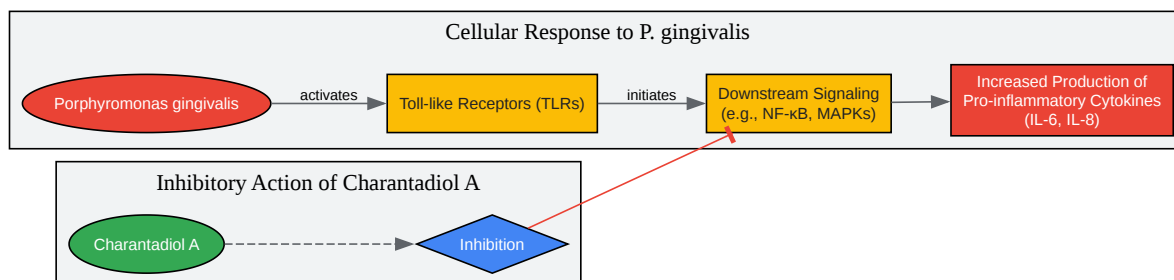 Cellular Response to P. gingivalis
Porphyromonas gingivalis
activates
Toll-like Receptors (TLRs)
initiates
Downstream Signaling
(e.g., NF-κB, MAPKs)
Increased Production of
Pro-inflammatory Cytokines
(IL-6, IL-8)
Inhibitory Action of Charantadiol A
Charantadiol A
Inhibition